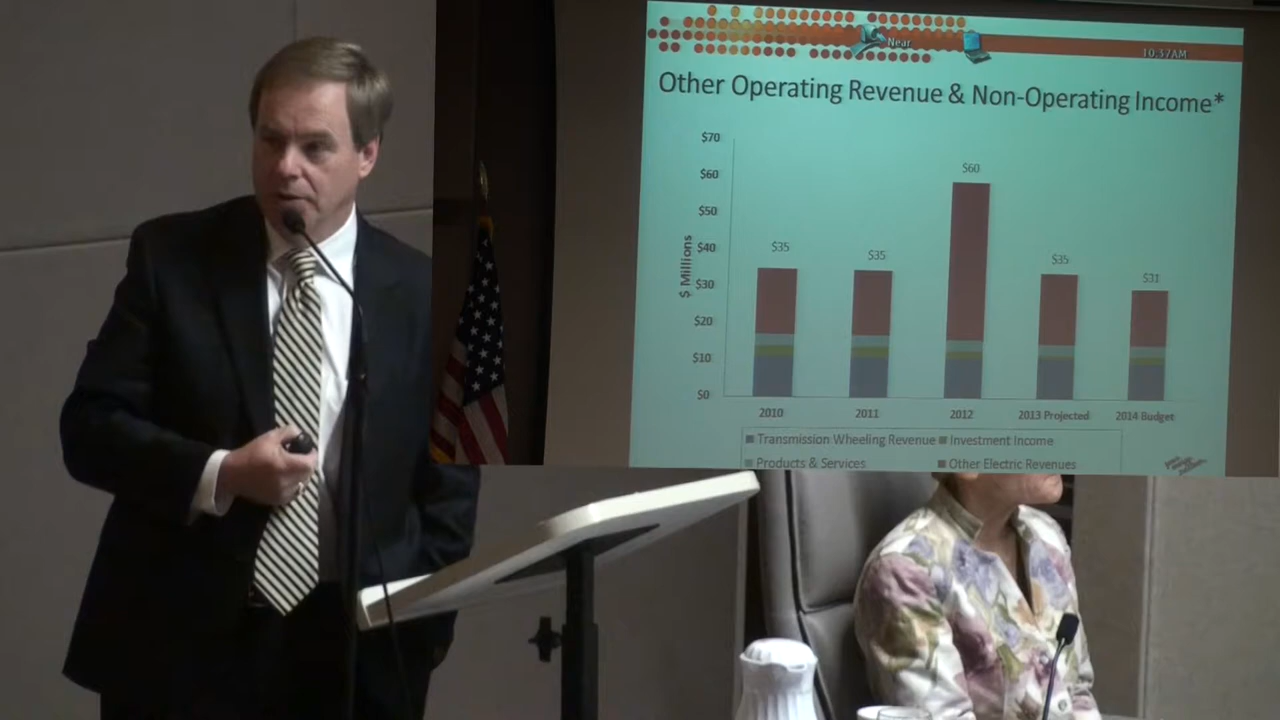 Near
10:37AM
Other Operating Revenue & Non-Operating Income*
$ Millions
$70
$60
$50
$40
$30
$20
$10
$0
$35
$35
$60
$35
$31
2010
2011
2012
2013 Projected
2014 Budget
Transmission Wheeling Revenue
Investment Income
Products & Services
Other Electric Revenues